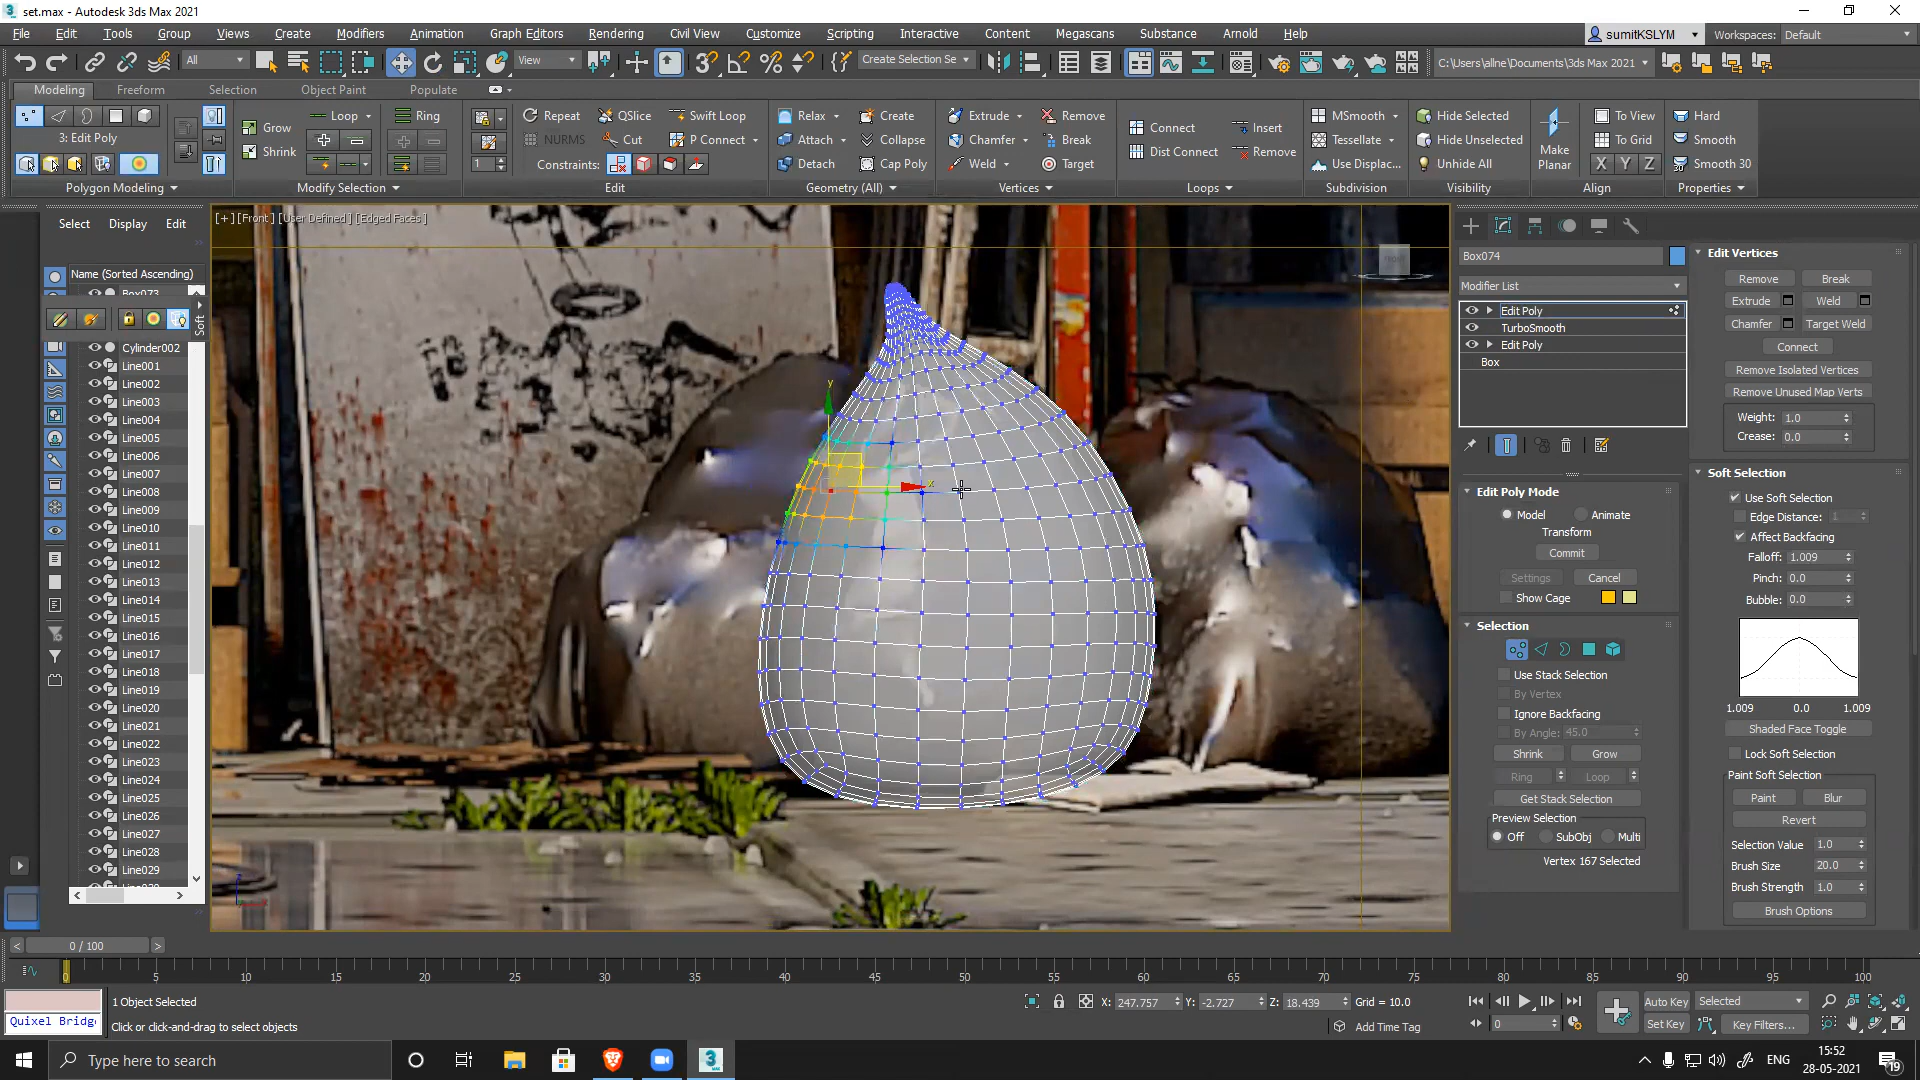 set.max - Autodesk 3ds Max 2021
File Edit Tools Group Views Create Modifiers Animation Graph Editors Rendering Civil View Customize Scripting Interactive Content Megascans Substance Arnold Help
sumitKSLYM
Workspaces: Default
All
View
Create Selection Se
C:\Users\allne\Documents\3ds Max 2021
Modeling Freeform Selection Object Paint Populate
3: Edit Poly
Polygon Modeling
Grow
Shrink
Loop
Ring
Modify Selection
1
Repeat QSlice Swift Loop
NURMS Cut P Connect
Constraints:
Edit
Relax Create
Attach Collapse
Detach Cap Poly
Geometry (All)
Extrude Remove
Chamfer Break
Weld Target
Vertices
Connect Insert
Dist Connect Remove
Loops
MSmooth
Tessellate
Use Displac...
Subdivision
Hide Selected
Hide Unselected
Unhide All
Visibility
Make Planar
To View
To Grid
X Y Z
Align
Hard
Smooth
Smooth 30
Properties
Select Display Edit
Name (Sorted Ascending)
Box073
Soft
Cylinder002
Line001
Line002
Line003
Line004
Line005
Line006
Line007
Line008
Line009
Line010
Line011
Line012
Line013
Line014
Line015
Line016
Line017
Line018
Line019
Line020
Line021
Line022
Line023
Line024
Line025
Line026
Line027
Line028
Line029
[+] [Front] [User Defined] [Edged Faces]
y
x
Box074
Modifier List
Edit Poly
TurboSmooth
Edit Poly
Box
Edit Poly Mode
Model Animate
Transform
Commit
Settings Cancel
Show Cage
Selection
Use Stack Selection
By Vertex
Ignore Backfacing
By Angle: 45.0
Shrink Grow
Ring Loop
Get Stack Selection
Preview Selection
Off SubObj Multi
Vertex 167 Selected
Edit Vertices
Remove Break
Extrude Weld
Chamfer Target Weld
Connect
Remove Isolated Vertices
Remove Unused Map Verts
Weight: 1.0
Crease: 0.0
Soft Selection
Use Soft Selection
Edge Distance: 1
Affect Backfacing
Falloff: 1.009
Pinch: 0.0
Bubble: 0.0
1.009 0.0 1.009
Shaded Face Toggle
Lock Soft Selection
Paint Soft Selection
Paint Blur
Revert
Selection Value 1.0
Brush Size 20.0
Brush Strength 1.0
Brush Options
< 0 / 100 >
0 5 10 15 20 25 30 35 40 45 50 55 60 65 70 75 80 85 90 95 100
1 Object Selected
Click or click-and-drag to select objects
Quixel Bridg
X: 247.757 Y: -2.727 Z: 18.439 Grid = 10.0
Add Time Tag
0
Auto Key Selected
Set Key Key Filters...
Type here to search
ENG
15:52
28-05-2021
19